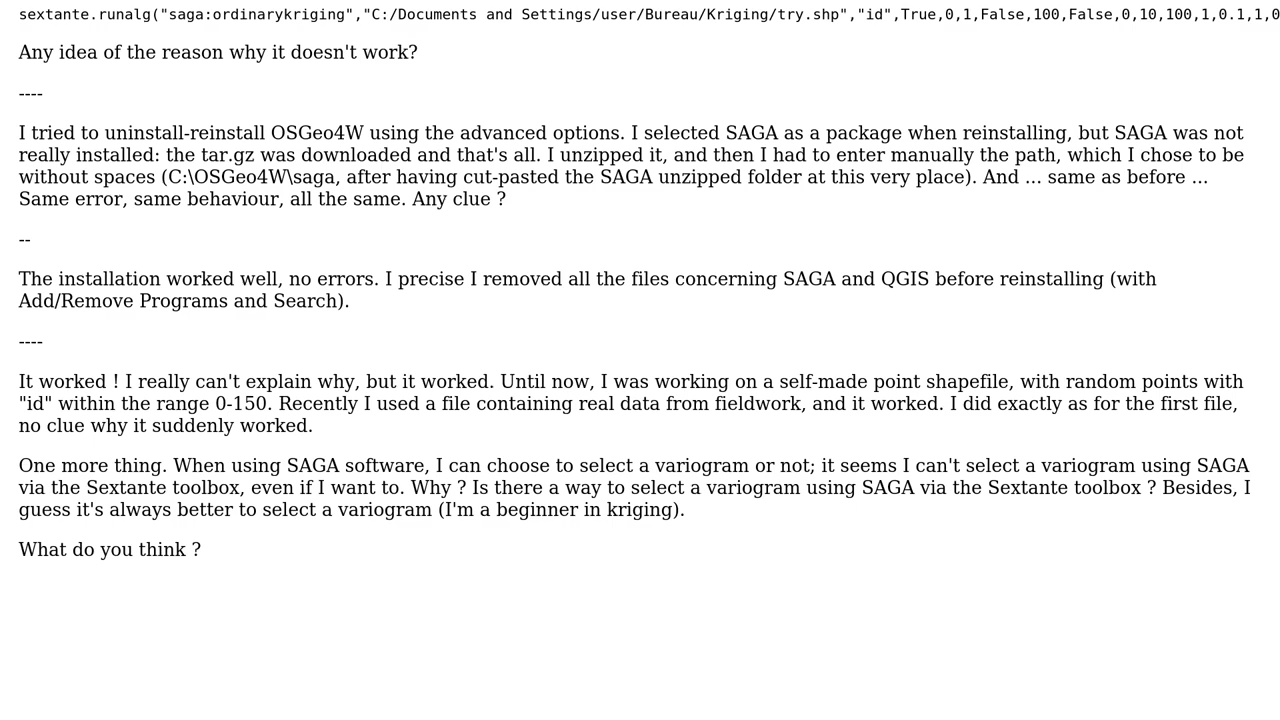 sextante.runalg("saga:ordinarykriging","C:/Documents and Settings/user/Bureau/Kriging/try.shp","id",True,0,1,False,100,False,0,10,100,1,0.1,1,0
Any idea of the reason why it doesn't work?
----
I tried to uninstall-reinstall OSGeo4W using the advanced options. I selected SAGA as a package when reinstalling, but SAGA was not
really installed: the tar.gz was downloaded and that's all. I unzipped it, and then I had to enter manually the path, which I chose to be
without spaces (C:\OSGeo4W\saga, after having cut-pasted the SAGA unzipped folder at this very place). And ... same as before ...
Same error, same behaviour, all the same. Any clue ?
--
The installation worked well, no errors. I precise I removed all the files concerning SAGA and QGIS before reinstalling (with
Add/Remove Programs and Search).
----
It worked ! I really can't explain why, but it worked. Until now, I was working on a self-made point shapefile, with random points with
"id" within the range 0-150. Recently I used a file containing real data from fieldwork, and it worked. I did exactly as for the first file,
no clue why it suddenly worked.
One more thing. When using SAGA software, I can choose to select a variogram or not; it seems I can't select a variogram using SAGA
via the Sextante toolbox, even if I want to. Why ? Is there a way to select a variogram using SAGA via the Sextante toolbox ? Besides, I
guess it's always better to select a variogram (I'm a beginner in kriging).
What do you think ?